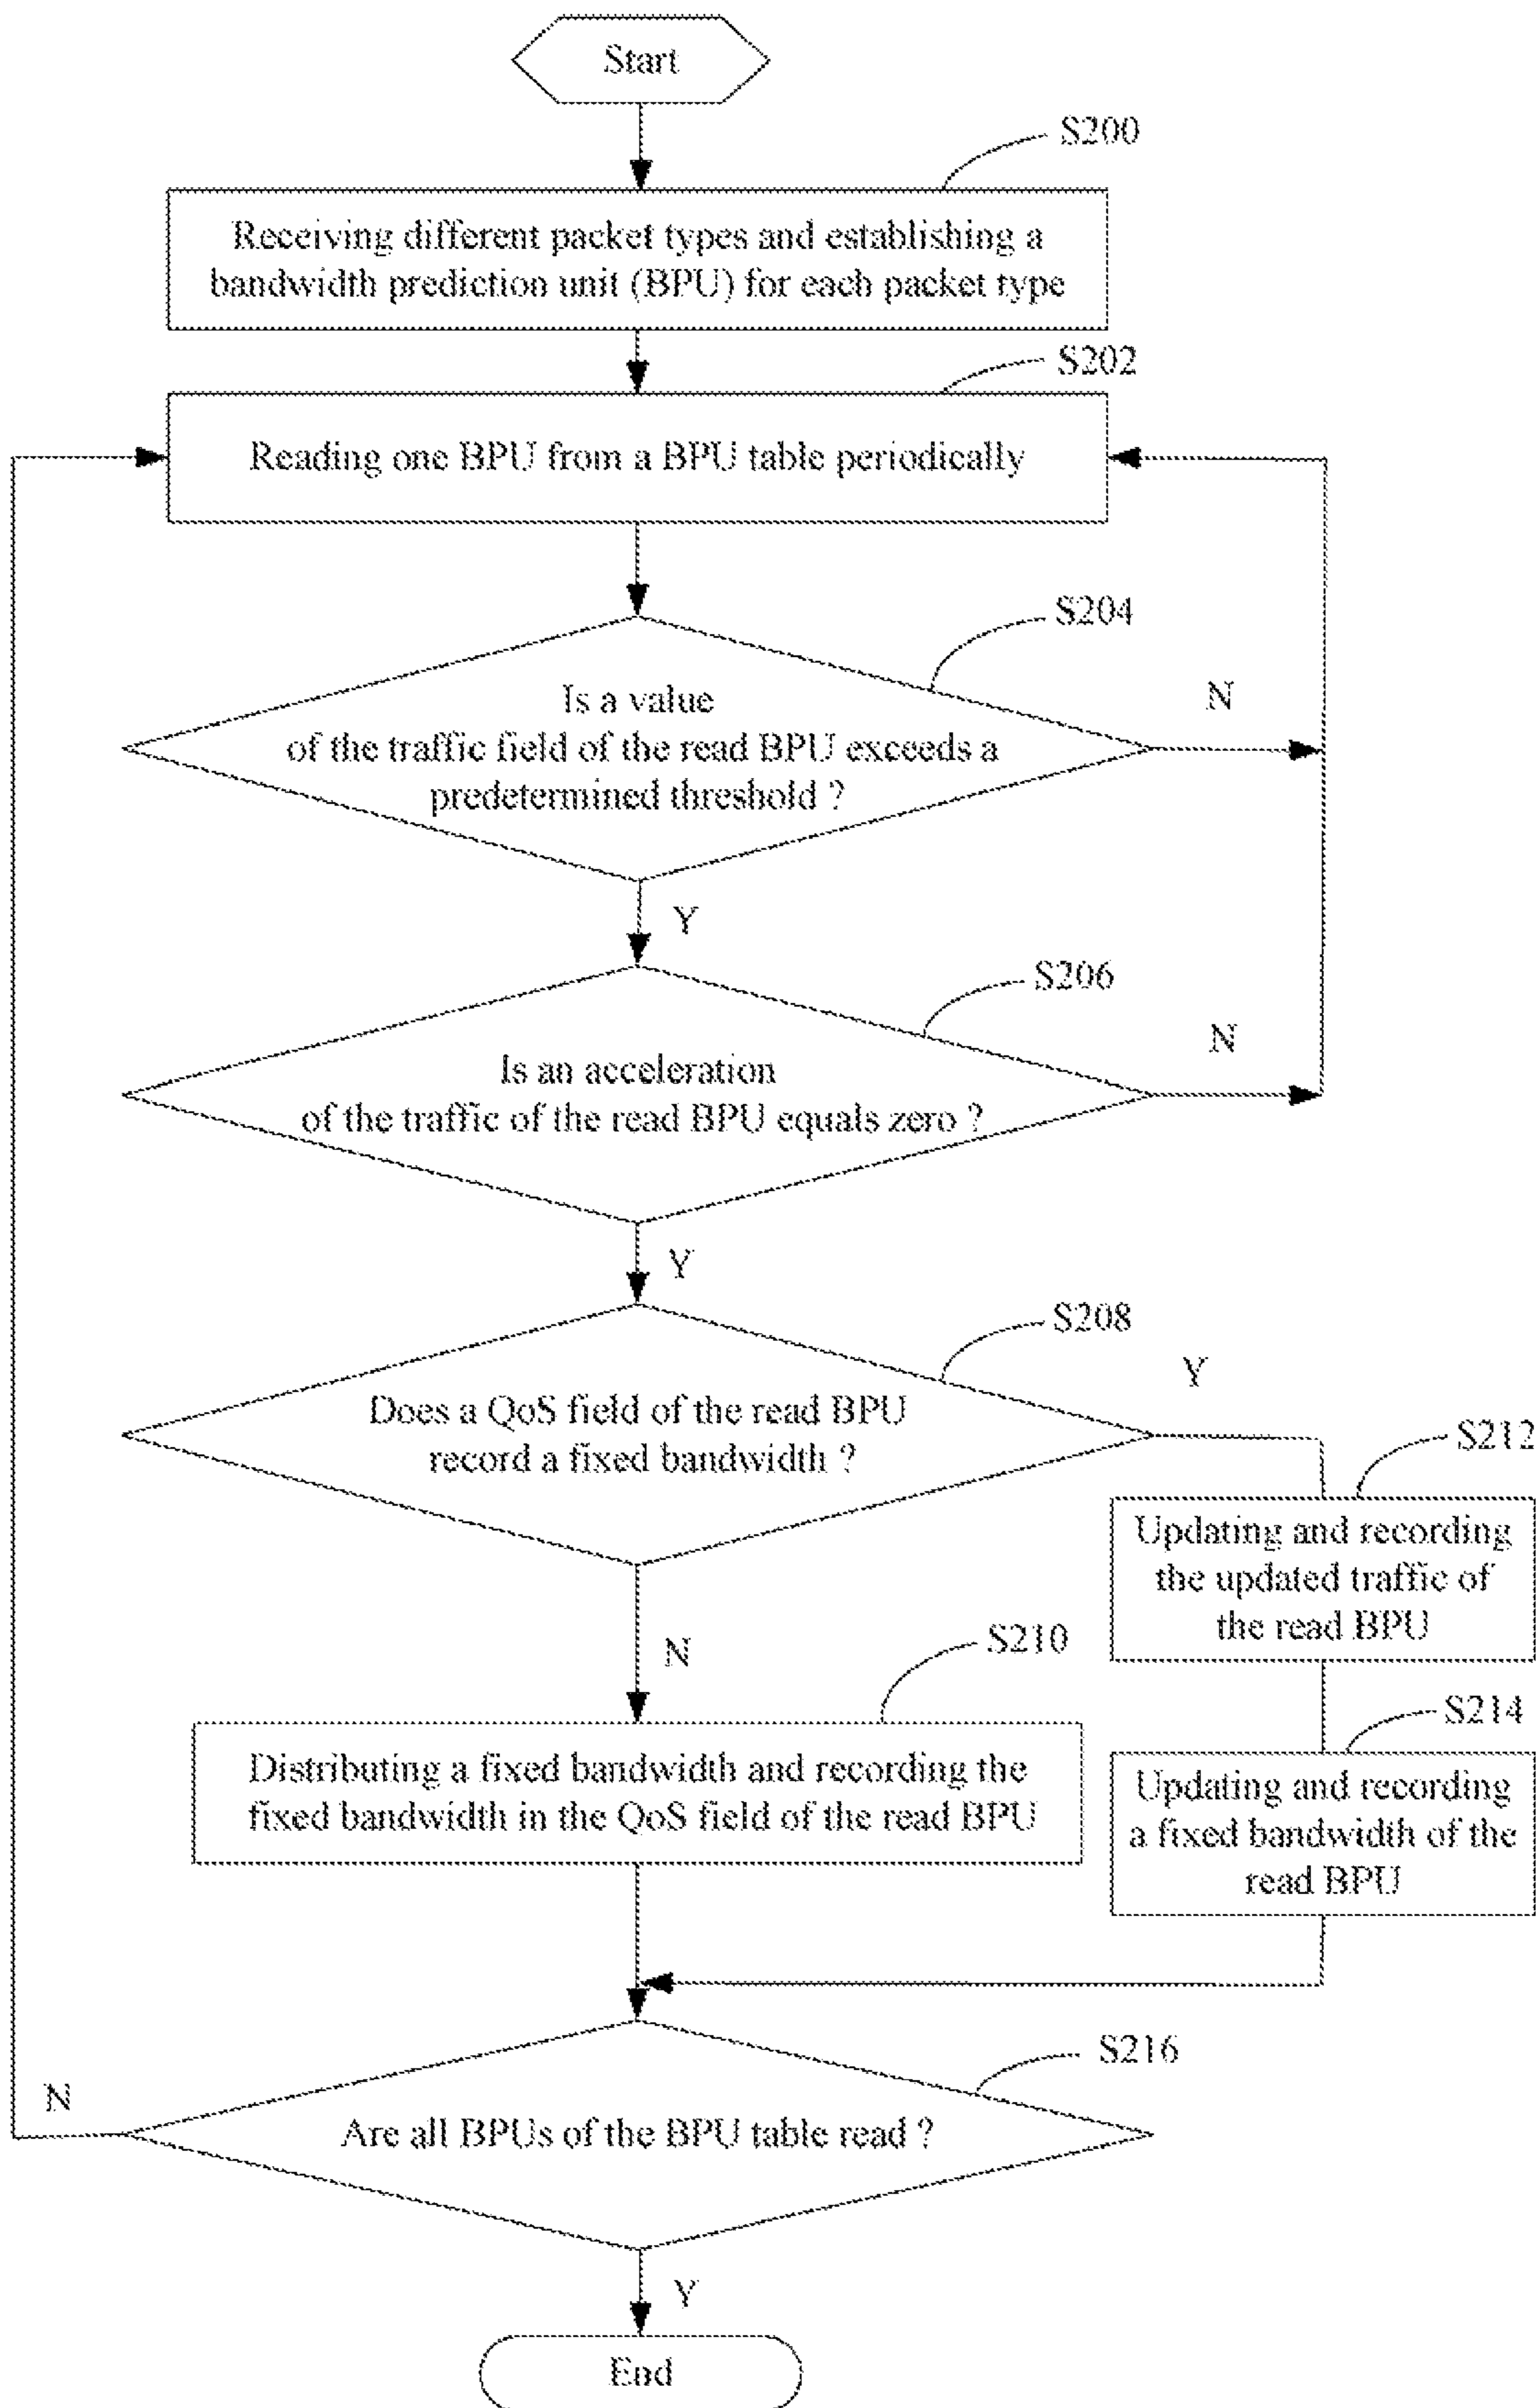 Start
S200
Receiving different packet types and establishing a
bandwidth prediction unit (BPU) for each packet type
S202
Reading one BPU from a BPU table periodically
S204
Is a value
of the traffic field of the read BPU exceeds a
predetermined threshold ?
N
Y
S206
Is an acceleration
of the traffic of the read BPU equals zero ?
N
Y
S208
Does a QoS field of the read BPU
record a fixed bandwidth ?
Y
S212
Updating and recording
the updated traffic of
the read BPU
N
S210
Distributing a fixed bandwidth and recording the
fixed bandwidth in the QoS field of the read BPU
S214
Updating and recording
a fixed bandwidth of the
read BPU
S216
N
Are all BPUs of the BPU table read ?
Y
End